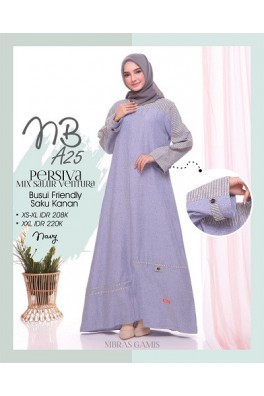 NB
A25
PERSIVA
MIX SALUR VENTURA
Busui Friendly
Saku Kanan
• XS-XL IDR 208K
• XXL IDR 220K
Navy
NIBRAS GAMIS